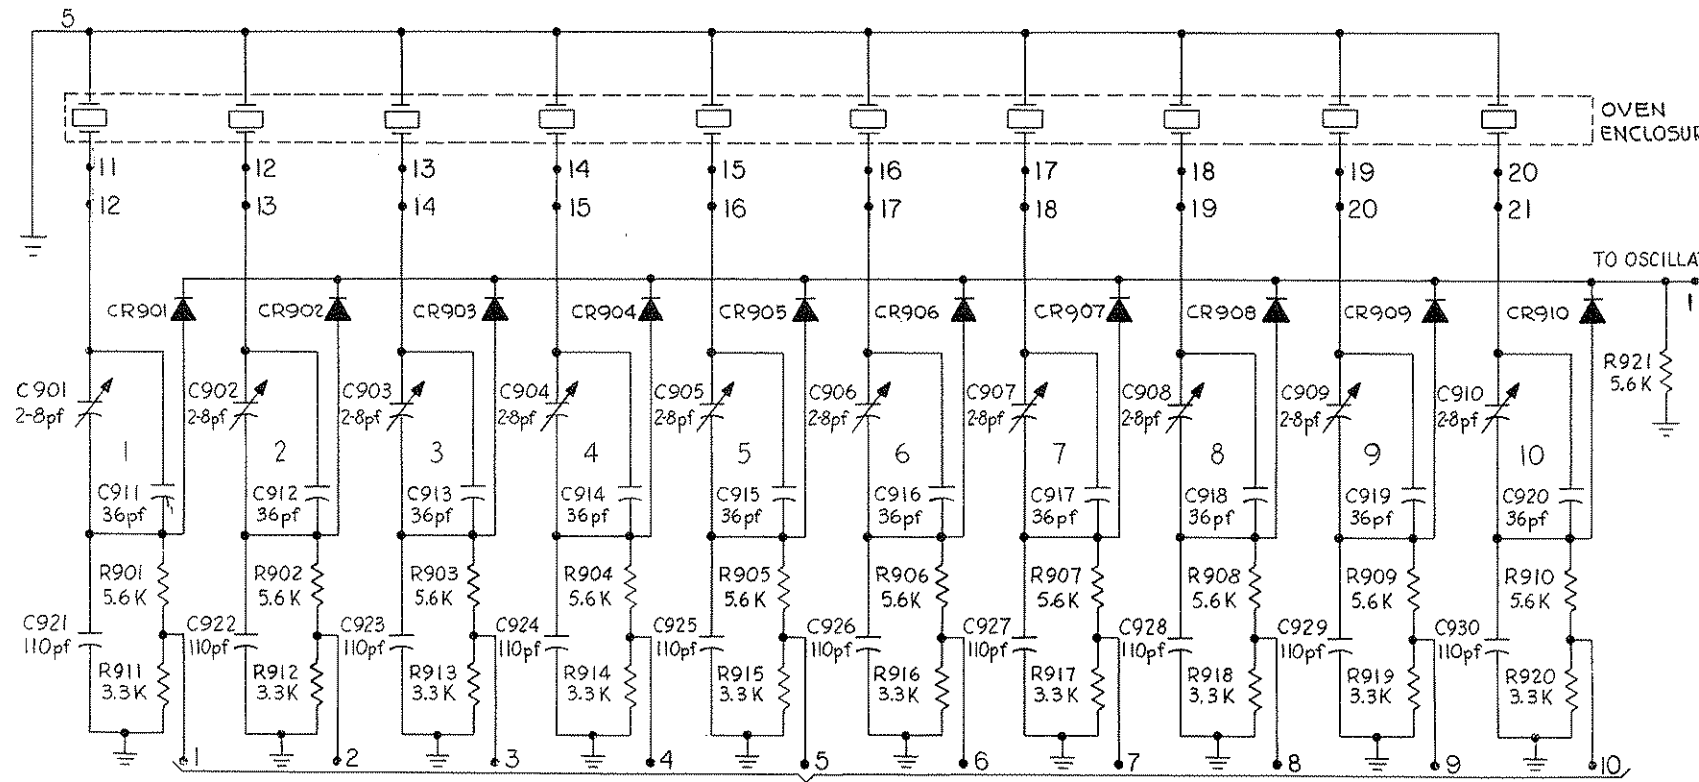 5
OVEN
ENCLOSUR
11 12 13 14 15 16 17 18 19 20
12 13 14 15 16 17 18 19 20 21
TO OSCILLAT
1
CR901 CR902 CR903 CR904 CR905 CR906 CR907 CR908 CR909 CR910
R921
5.6K
C901 C902 C903 C904 C905 C906 C907 C908 C909 C910
2-8pf 2-8pf 2-8pf 2-8pf 2-8pf 2-8pf 2-8pf 2-8pf 2-8pf 2-8pf
1 2 3 4 5 6 7 8 9 10
C911 C912 C913 C914 C915 C916 C917 C918 C919 C920
36pf 36pf 36pf 36pf 36pf 36pf 36pf 36pf 36pf 36pf
R901 R902 R903 R904 R905 R906 R907 R908 R909 R910
5.6K 5.6K 5.6K 5.6K 5.6K 5.6K 5.6K 5.6K 5.6K 5.6K
C921 C922 C923 C924 C925 C926 C927 C928 C929 C930
110pf 110pf 110pf 110pf 110pf 110pf 110pf 110pf 110pf 110pf
R911 R912 R913 R914 R915 R916 R917 R918 R919 R920
3.3K 3.3K 3.3K 3.3K 3.3K 3.3K 3.3K 3.3K 3.3K 3.3K
1 2 3 4 5 6 7 8 9 10